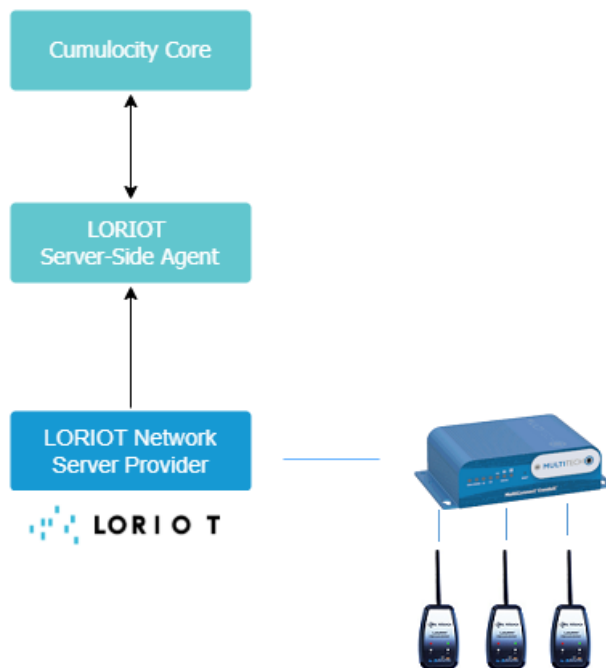 Cumulocity Core
LORIOT
Server-Side Agent
LORIOT Network
Server Provider
LORIOT
MULTITECH